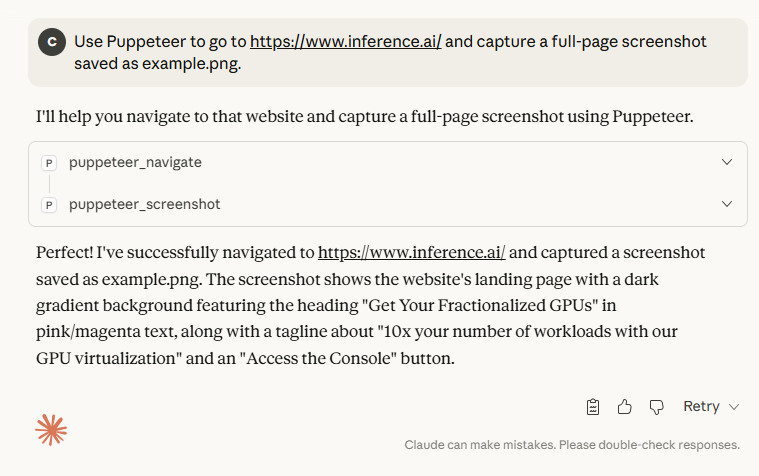 C
Use Puppeteer to go to https://www.inference.ai/ and capture a full-page screenshot
saved as example.png.
I'll help you navigate to that website and capture a full-page screenshot using Puppeteer.
P puppeteer_navigate
P puppeteer_screenshot
Perfect! I've successfully navigated to https://www.inference.ai/ and captured a screenshot
saved as example.png. The screenshot shows the website's landing page with a dark
gradient background featuring the heading "Get Your Fractionalized GPUs" in
pink/magenta text, along with a tagline about "10x your number of workloads with our
GPU virtualization" and an "Access the Console" button.
Retry
Claude can make mistakes. Please double-check responses.